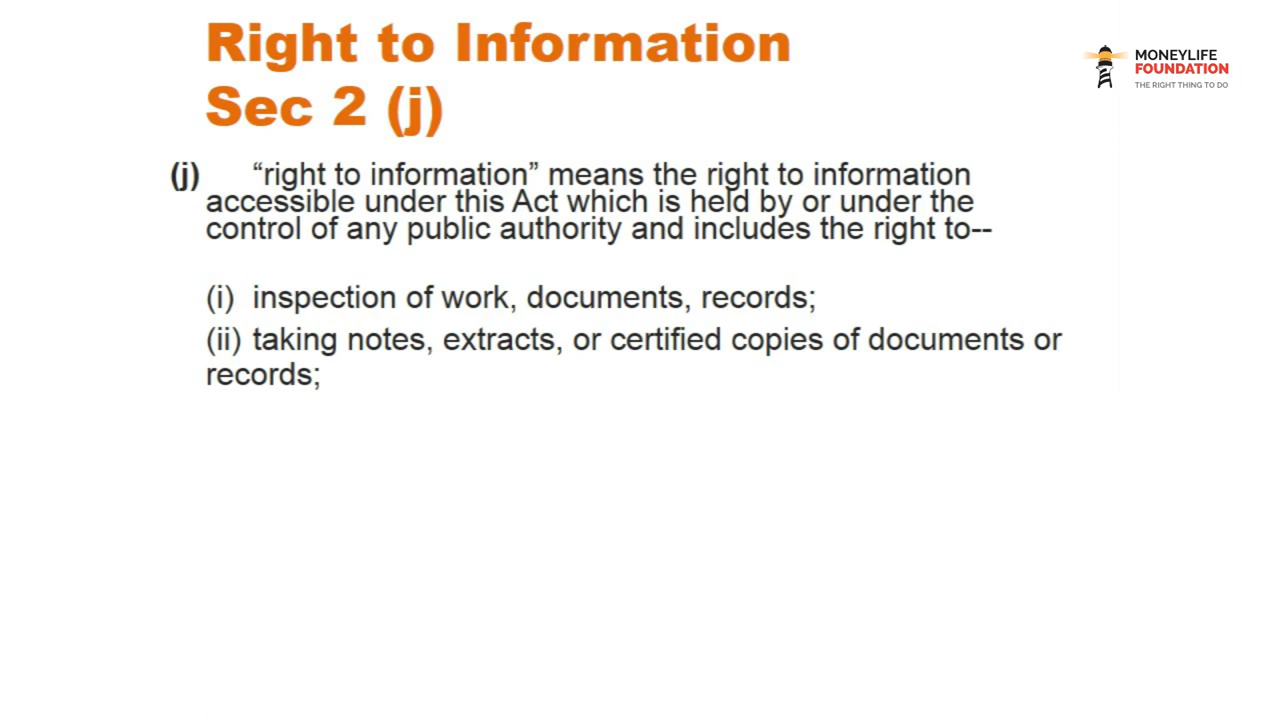 Right to Information
Sec 2 (j)
MONEYLIFE
FOUNDATION
THE RIGHT THING TO DO
(j) “right to information” means the right to information
accessible under this Act which is held by or under the
control of any public authority and includes the right to--
(i) inspection of work, documents, records;
(ii) taking notes, extracts, or certified copies of documents or
records;